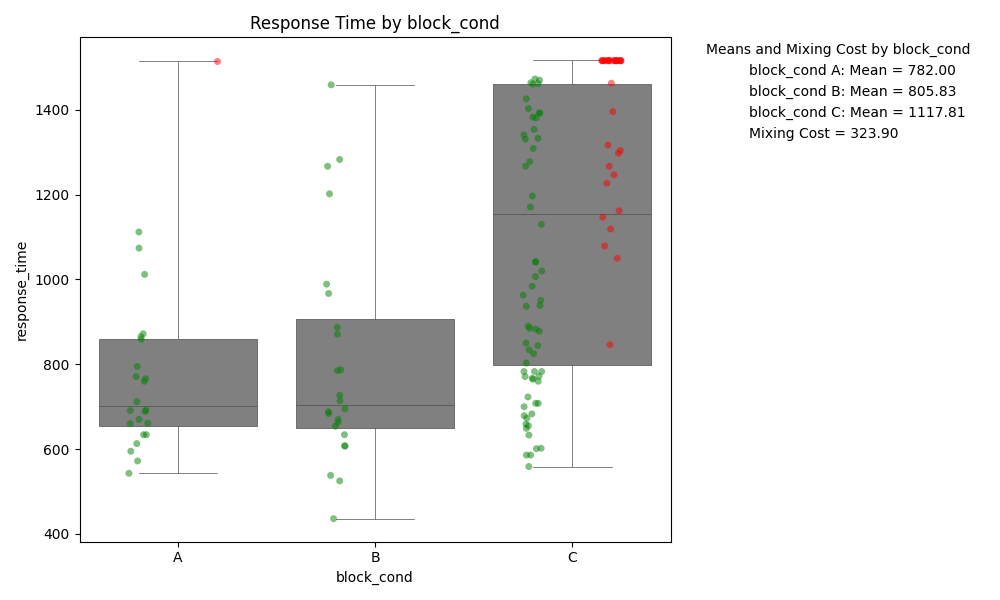 Response Time by block_cond
Means and Mixing Cost by block_cond
block_cond A: Mean = 782.00
block_cond B: Mean = 805.83
block_cond C: Mean = 1117.81
Mixing Cost = 323.90
response_time
1400
1200
1000
800
600
400
A
B
C
block_cond